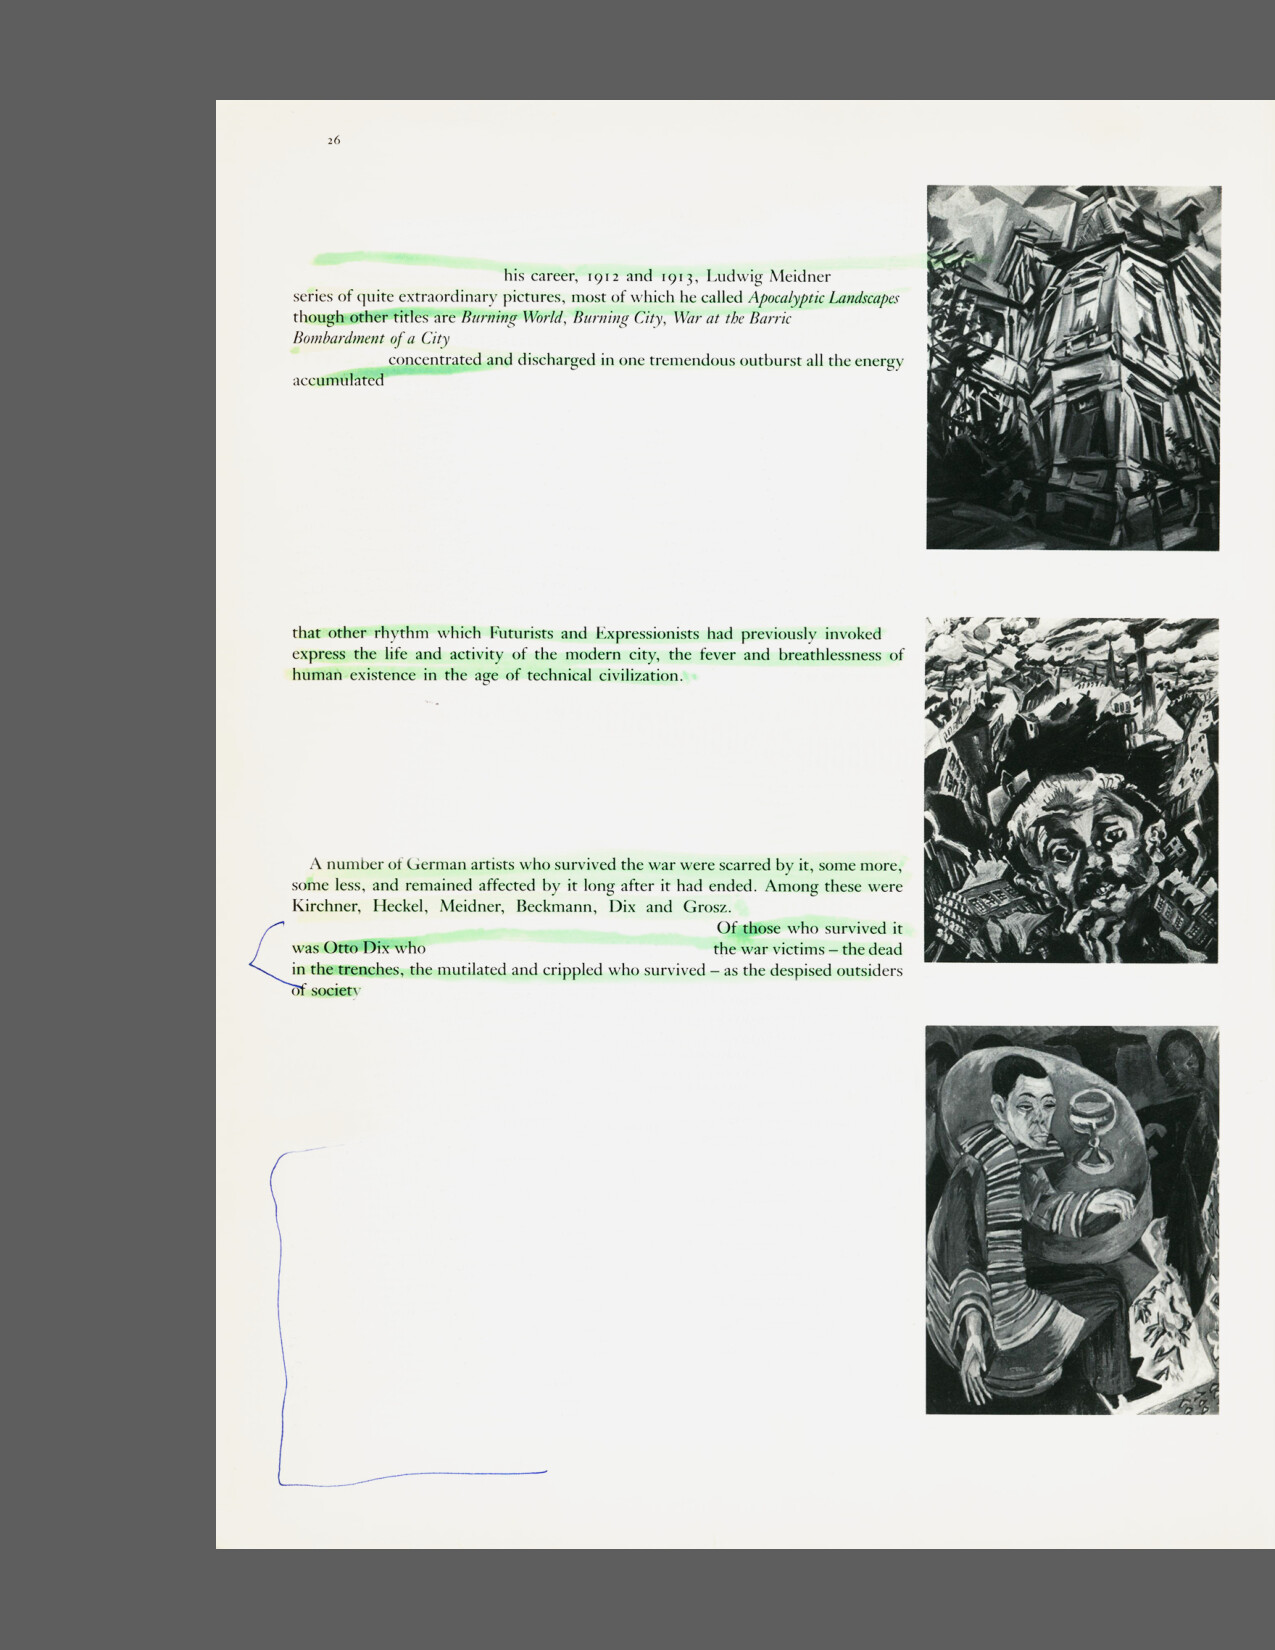 26
his career, 1912 and 1913, Ludwig Meidner
series of quite extraordinary pictures, most of which he called Apocalyptic Landscapes
though other titles are Burning World, Burning City, War at the Barric
Bombardment of a City
concentrated and discharged in one tremendous outburst all the energy
accumulated
that other rhythm which Futurists and Expressionists had previously invoked
express the life and activity of the modern city, the fever and breathlessness of
human existence in the age of technical civilization.
A number of German artists who survived the war were scarred by it, some more,
some less, and remained affected by it long after it had ended. Among these were
Kirchner, Heckel, Meidner, Beckmann, Dix and Grosz.
Of those who survived it
was Otto Dix who the war victims – the dead
in the trenches, the mutilated and crippled who survived – as the despised outsiders
of society